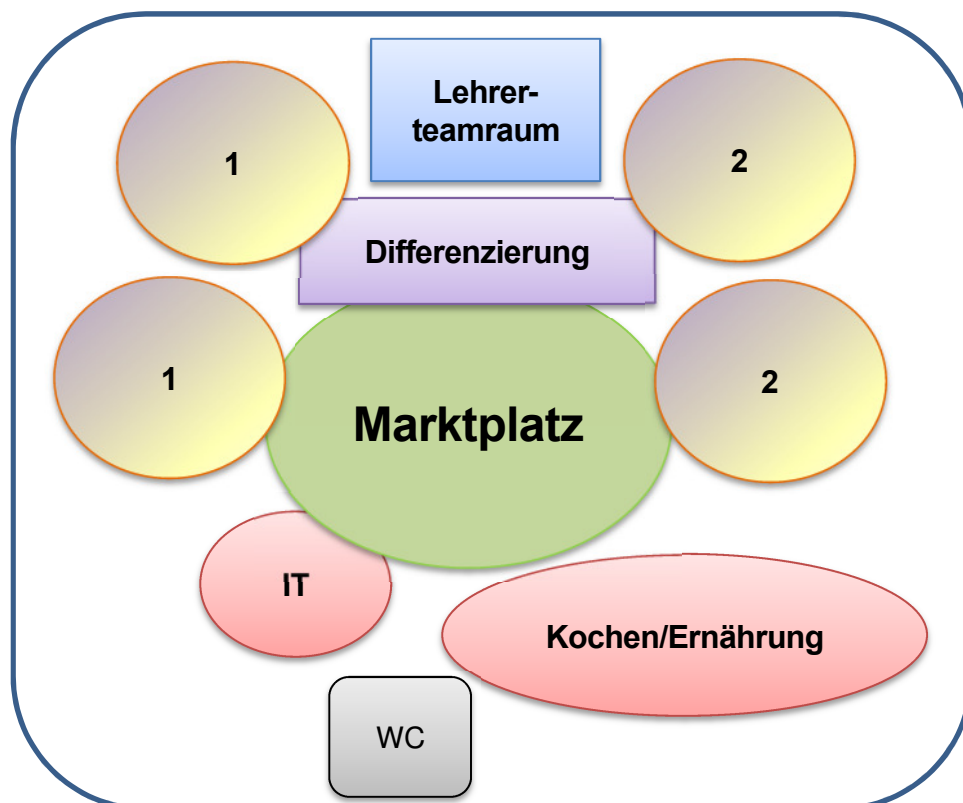 Lehrer-
teamraum
1
2
Differenzierung
1
2
Marktplatz
IT
Kochen/Ernährung
WC